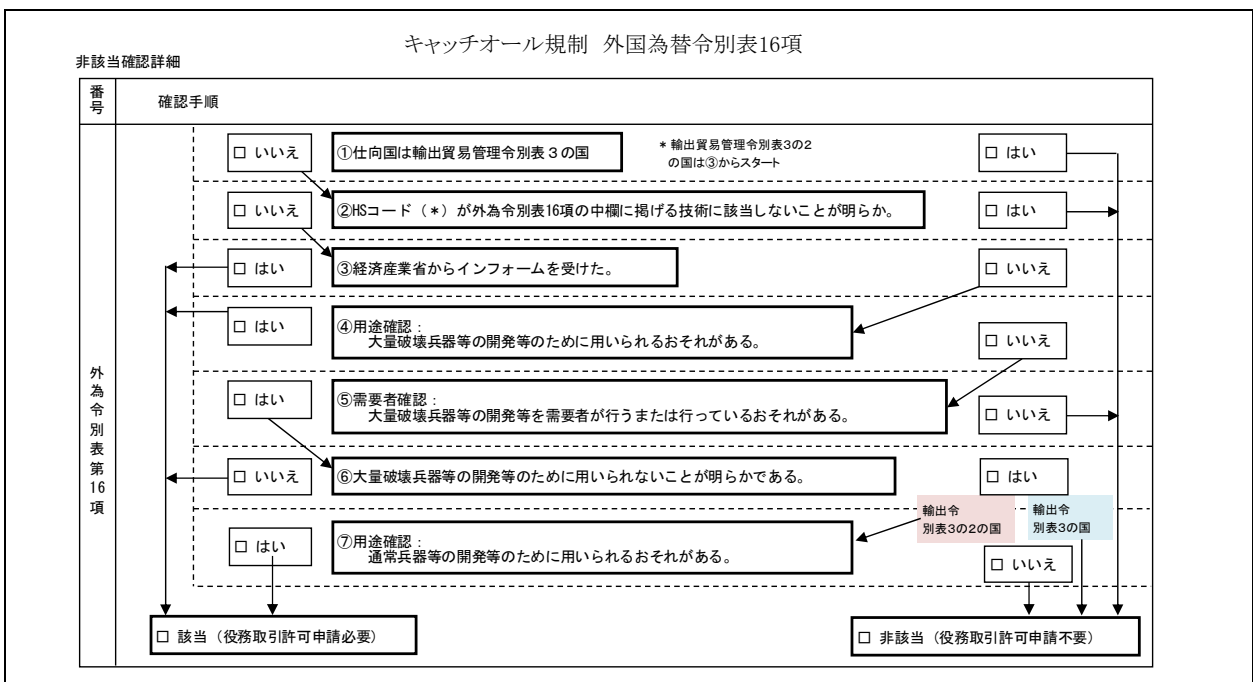 キャッチオール規制 外国為替令別表16項
非該当確認詳細
番号
確認手順
外為令別表第16項
□ いいえ
①仕向国は輸出貿易管理令別表3の国
* 輸出貿易管理令別表3の2
の国は③からスタート
□ はい
□ いいえ
②HSコード（*）が外為令別表16項の中欄に掲げる技術に該当しないことが明らか。
□ はい
□ はい
③経済産業省からインフォームを受けた。
□ いいえ
□ はい
④用途確認：
大量破壊兵器等の開発等のために用いられるおそれがある。
□ いいえ
□ はい
⑤需要者確認：
大量破壊兵器等の開発等を需要者が行うまたは行っているおそれがある。
□ いいえ
□ いいえ
⑥大量破壊兵器等の開発等のために用いられないことが明らかである。
□ はい
輸出令
別表3の2の国
輸出令
別表3の国
□ はい
⑦用途確認：
通常兵器等の開発等のために用いられるおそれがある。
□ いいえ
□ 該当（役務取引許可申請必要）
□ 非該当（役務取引許可申請不要）